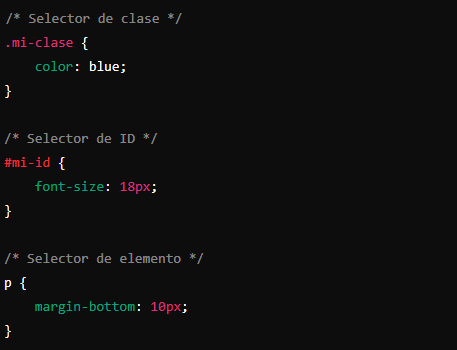 /* Selector de clase */
.mi-clase {
    color: blue;
}
/* Selector de ID */
#mi-id {
    font-size: 18px;
}
/* Selector de elemento */
p {
    margin-bottom: 10px;
}